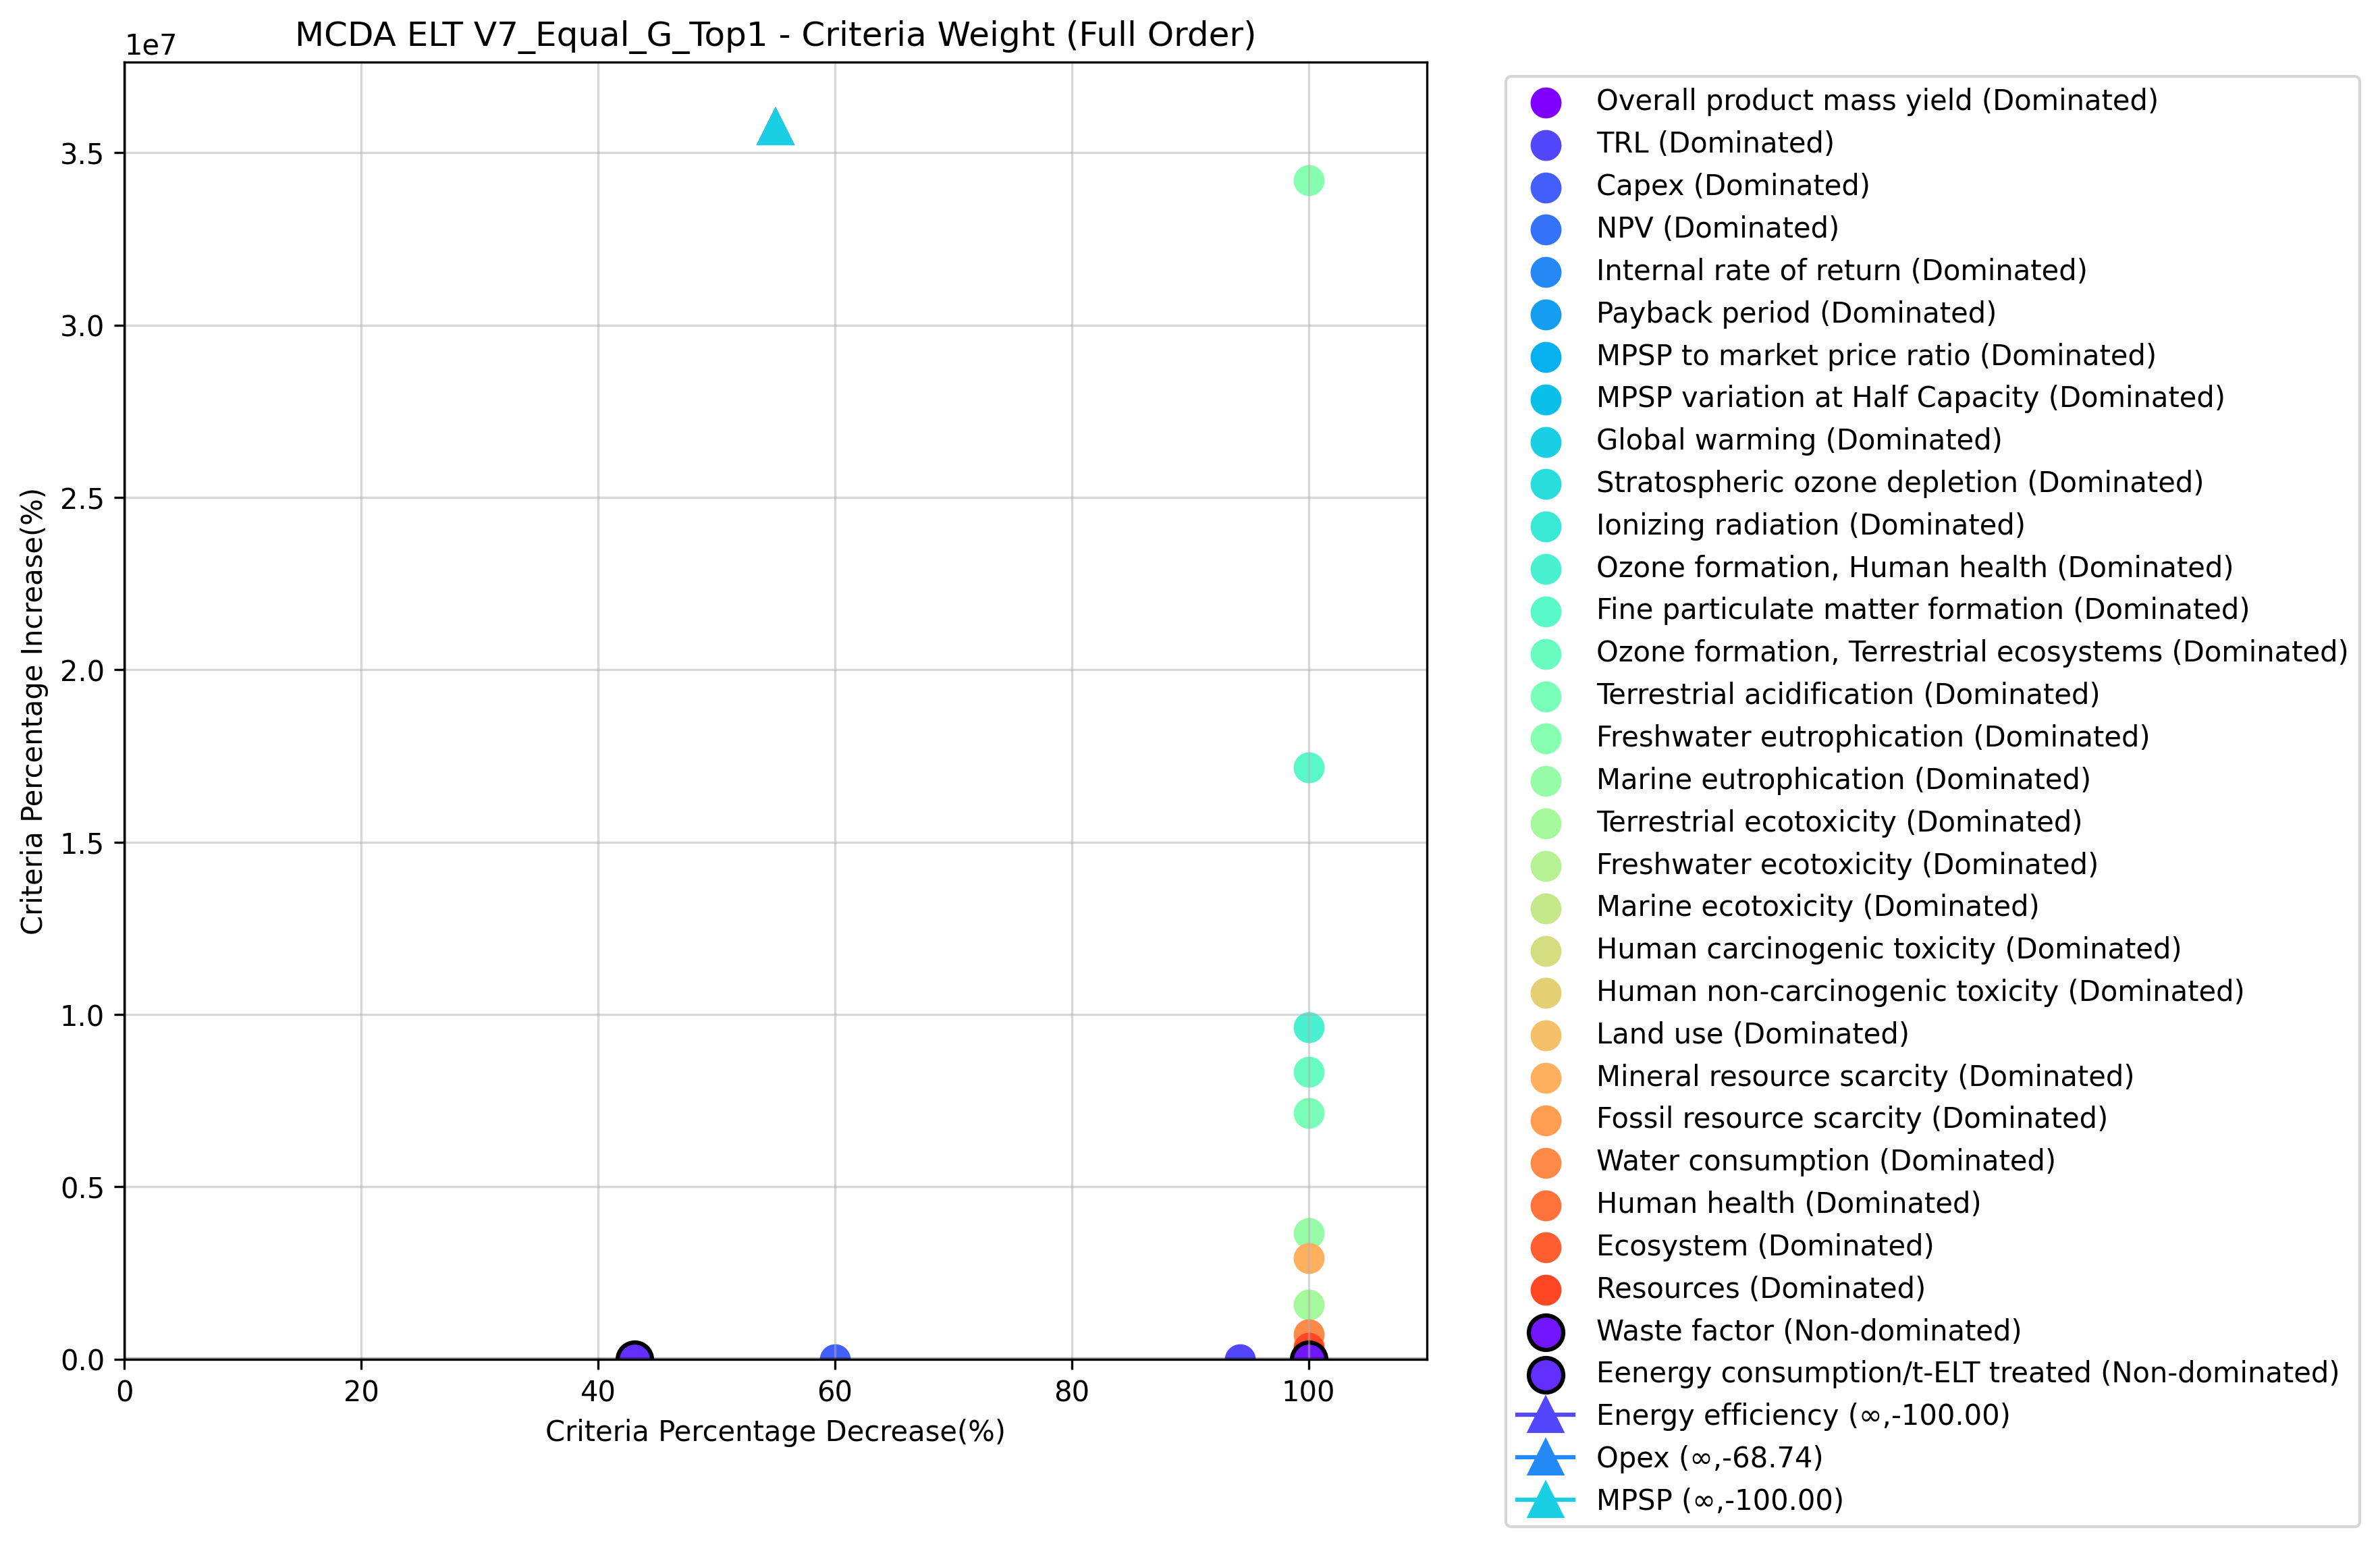 MCDA ELT V7_Equal_G_Top1 - Criteria Weight (Full Order)
1e7
3.5
3.0
2.5
2.0
1.5
1.0
0.5
0.0
0 20 40 60 80 100
Criteria Percentage Decrease(%)
Criteria Percentage Increase(%)
Overall product mass yield (Dominated)
TRL (Dominated)
Capex (Dominated)
NPV (Dominated)
Internal rate of return (Dominated)
Payback period (Dominated)
MPSP to market price ratio (Dominated)
MPSP variation at Half Capacity (Dominated)
Global warming (Dominated)
Stratospheric ozone depletion (Dominated)
Ionizing radiation (Dominated)
Ozone formation, Human health (Dominated)
Fine particulate matter formation (Dominated)
Ozone formation, Terrestrial ecosystems (Dominated)
Terrestrial acidification (Dominated)
Freshwater eutrophication (Dominated)
Marine eutrophication (Dominated)
Terrestrial ecotoxicity (Dominated)
Freshwater ecotoxicity (Dominated)
Marine ecotoxicity (Dominated)
Human carcinogenic toxicity (Dominated)
Human non-carcinogenic toxicity (Dominated)
Land use (Dominated)
Mineral resource scarcity (Dominated)
Fossil resource scarcity (Dominated)
Water consumption (Dominated)
Human health (Dominated)
Ecosystem (Dominated)
Resources (Dominated)
Waste factor (Non-dominated)
Eenergy consumption/t-ELT treated (Non-dominated)
Energy efficiency (∞,-100.00)
Opex (∞,-68.74)
MPSP (∞,-100.00)